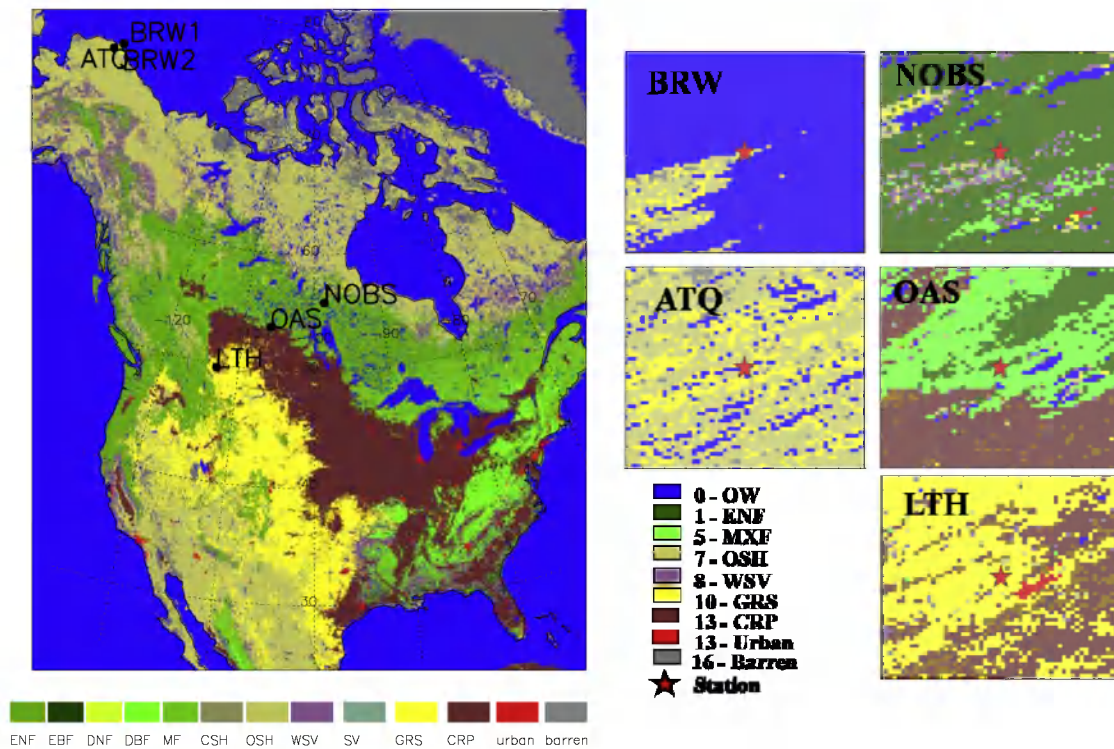 BRW1
ATQ BRW2
60
NOBS
70
OAS
-120
-90
LTH
30
ENF EBF DNF DBF MF CSH OSH WSV SV GRS CRP urban barren
BRW
NOBS
ATQ
OAS
LTH
0 - OW
1 - ENF
5 - MXF
7 - OSH
8 - WSV
10 - GRS
13 - CRP
13 - Urban
16 - Barren
Station